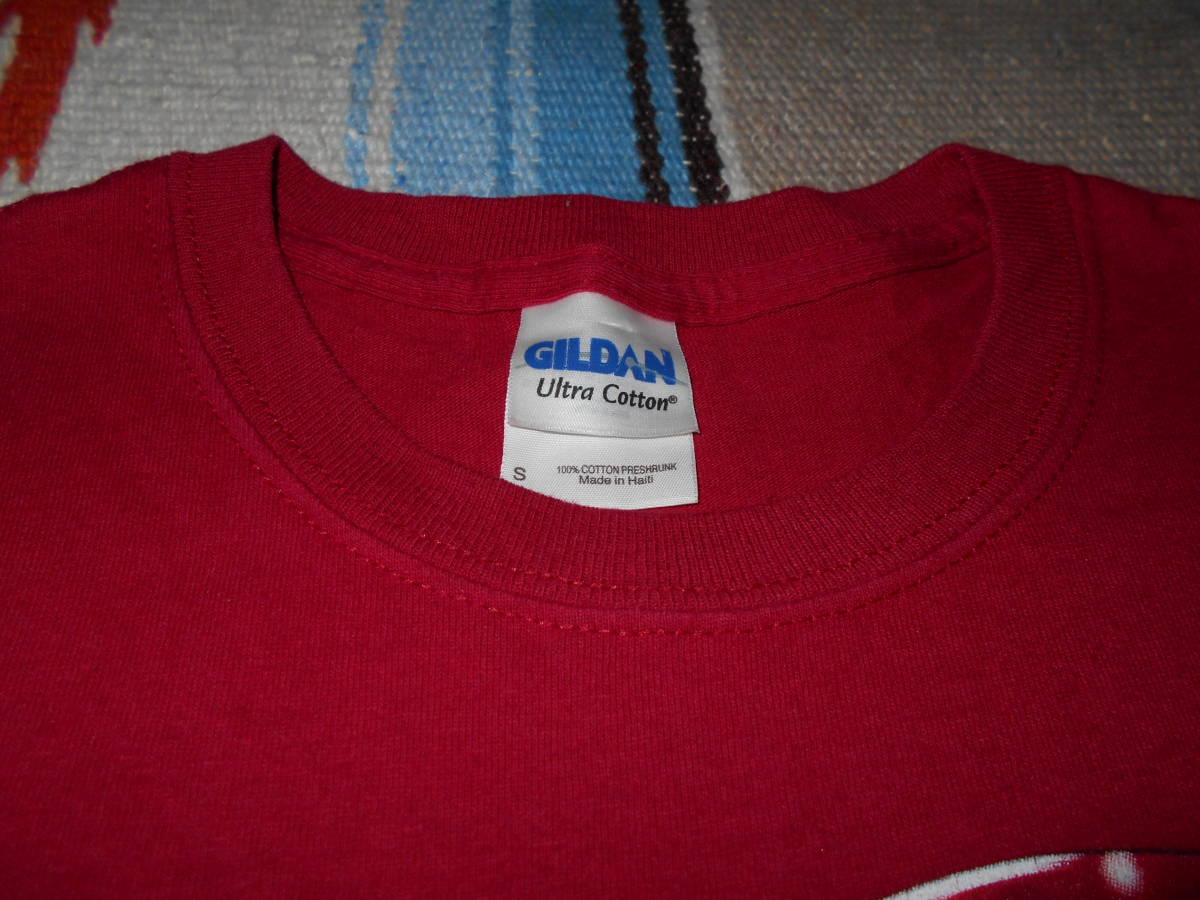 GILDAN
Ultra Cotton®
S
100% COTTON PRESHRUNK
Made in Haiti